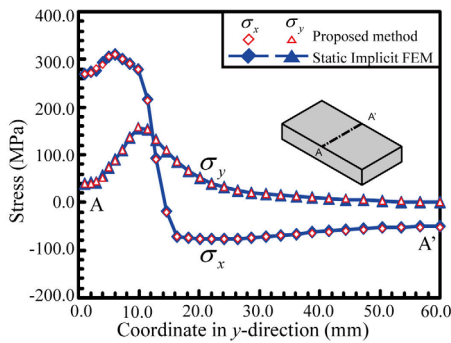 σx σy
Proposed method
Static Implicit FEM
400.0
300.0
200.0
100.0
0.0
-100.0
-200.0
Stress (MPa)
A
A'
A
σy
σx
A'
0.0 10.0 20.0 30.0 40.0 50.0 60.0
Coordinate in y-direction (mm)